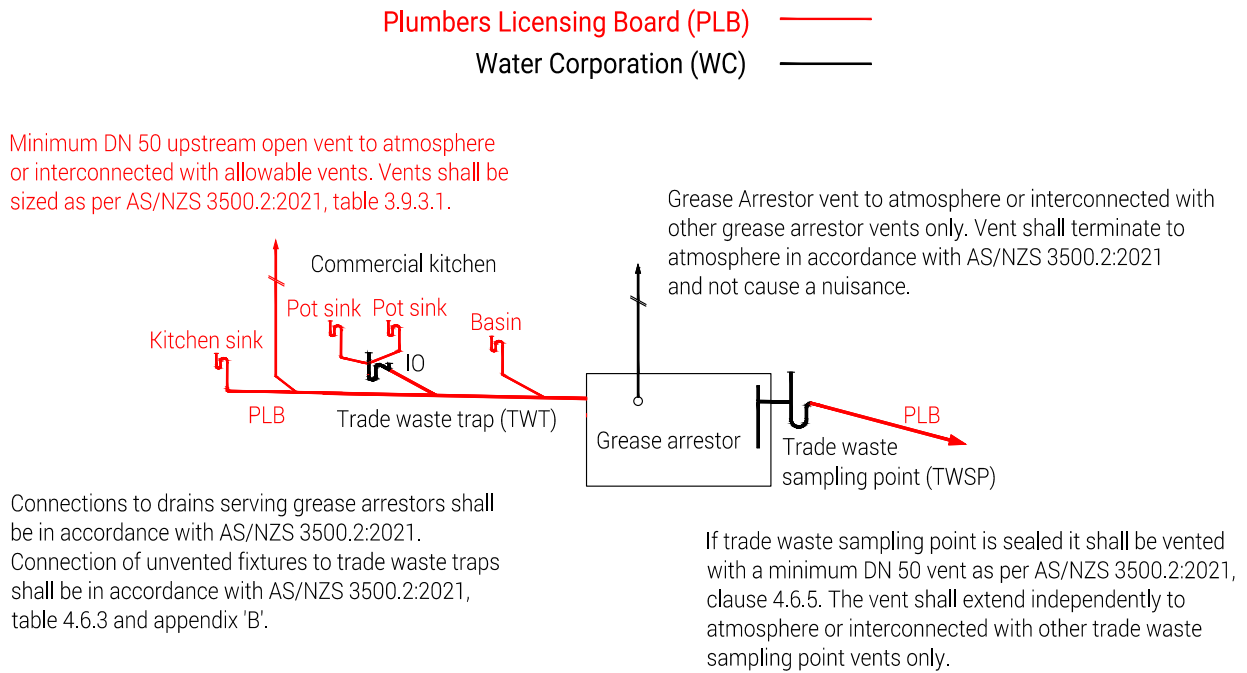 Plumbers Licensing Board (PLB)
Water Corporation (WC)
Minimum DN 50 upstream open vent to atmosphere
or interconnected with allowable vents. Vents shall be
sized as per AS/NZS 3500.2:2021, table 3.9.3.1.
Grease Arrestor vent to atmosphere or interconnected with
other grease arrestor vents only. Vent shall terminate to
atmosphere in accordance with AS/NZS 3500.2:2021
and not cause a nuisance.
Commercial kitchen
Pot sink
Pot sink
Basin
Kitchen sink
IO
PLB
Trade waste trap (TWT)
Grease arrestor
PLB
Trade waste
sampling point (TWSP)
Connections to drains serving grease arrestors shall
be in accordance with AS/NZS 3500.2:2021.
Connection of unvented fixtures to trade waste traps
shall be in accordance with AS/NZS 3500.2:2021,
table 4.6.3 and appendix 'B'.
If trade waste sampling point is sealed it shall be vented
with a minimum DN 50 vent as per AS/NZS 3500.2:2021,
clause 4.6.5. The vent shall extend independently to
atmosphere or interconnected with other trade waste
sampling point vents only.